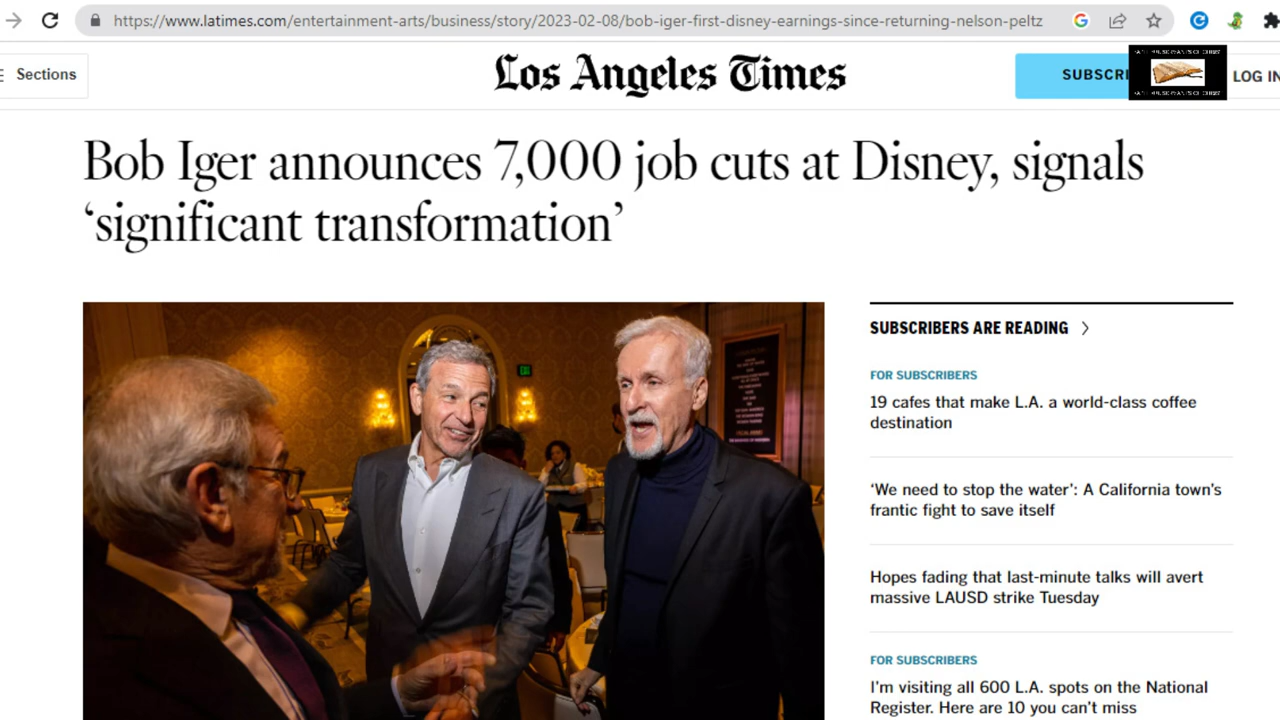 https://www.latimes.com/entertainment-arts/business/story/2023-02-08/bob-iger-first-disney-earnings-since-returning-nelson-peltz
Sections
Los Angeles Times
SUBSCRI
LOG IN
Bob Iger announces 7,000 job cuts at Disney, signals
‘significant transformation’
SUBSCRIBERS ARE READING
FOR SUBSCRIBERS
19 cafes that make L.A. a world-class coffee
destination
‘We need to stop the water’: A California town’s
frantic fight to save itself
Hopes fading that last-minute talks will avert
massive LAUSD strike Tuesday
FOR SUBSCRIBERS
I’m visiting all 600 L.A. spots on the National
Register. Here are 10 you can’t miss